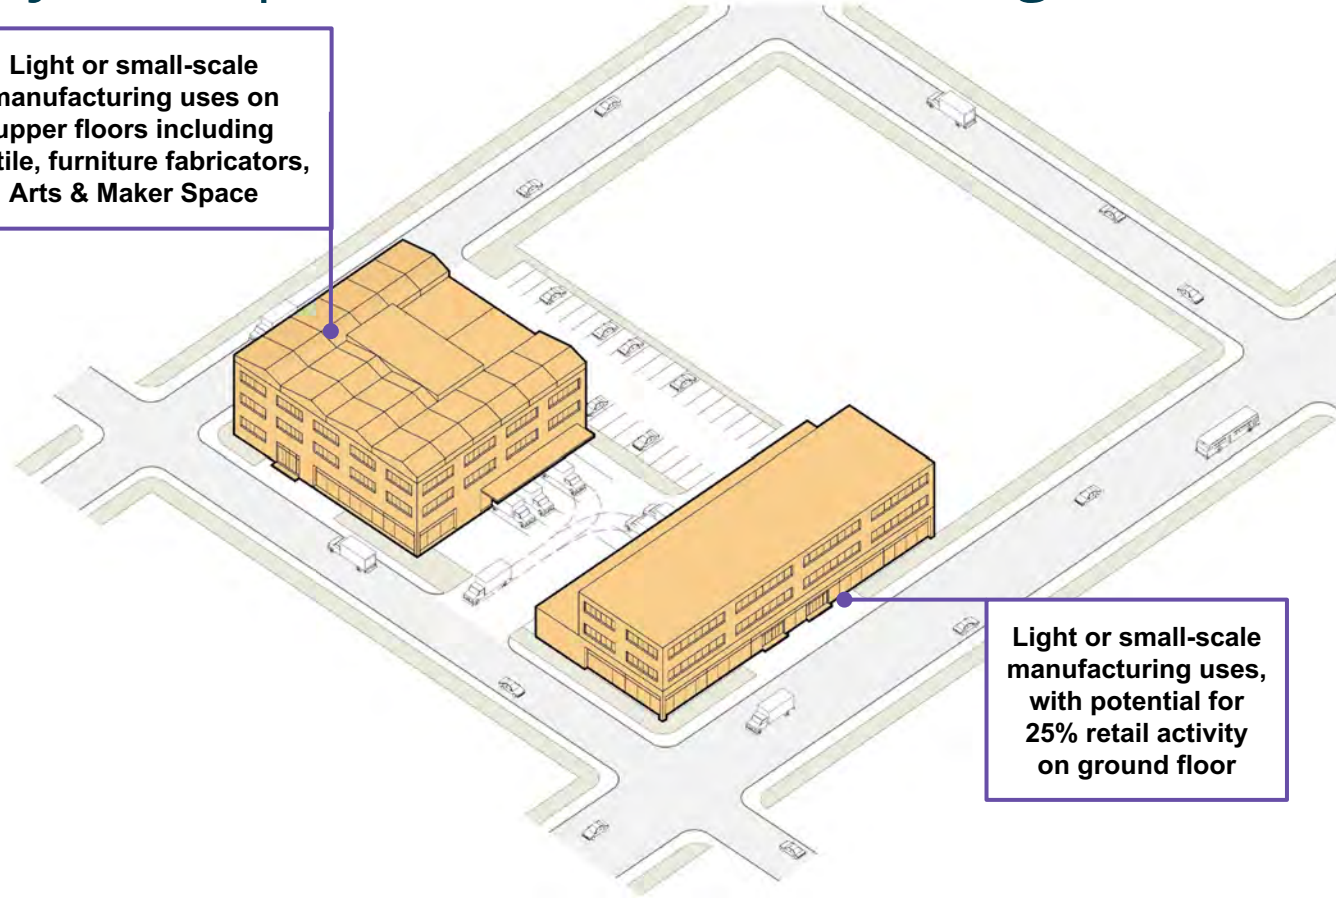 Light or small-scale
manufacturing uses on
upper floors including
tile, furniture fabricators,
Arts & Maker Space
Light or small-scale
manufacturing uses,
with potential for
25% retail activity
on ground floor